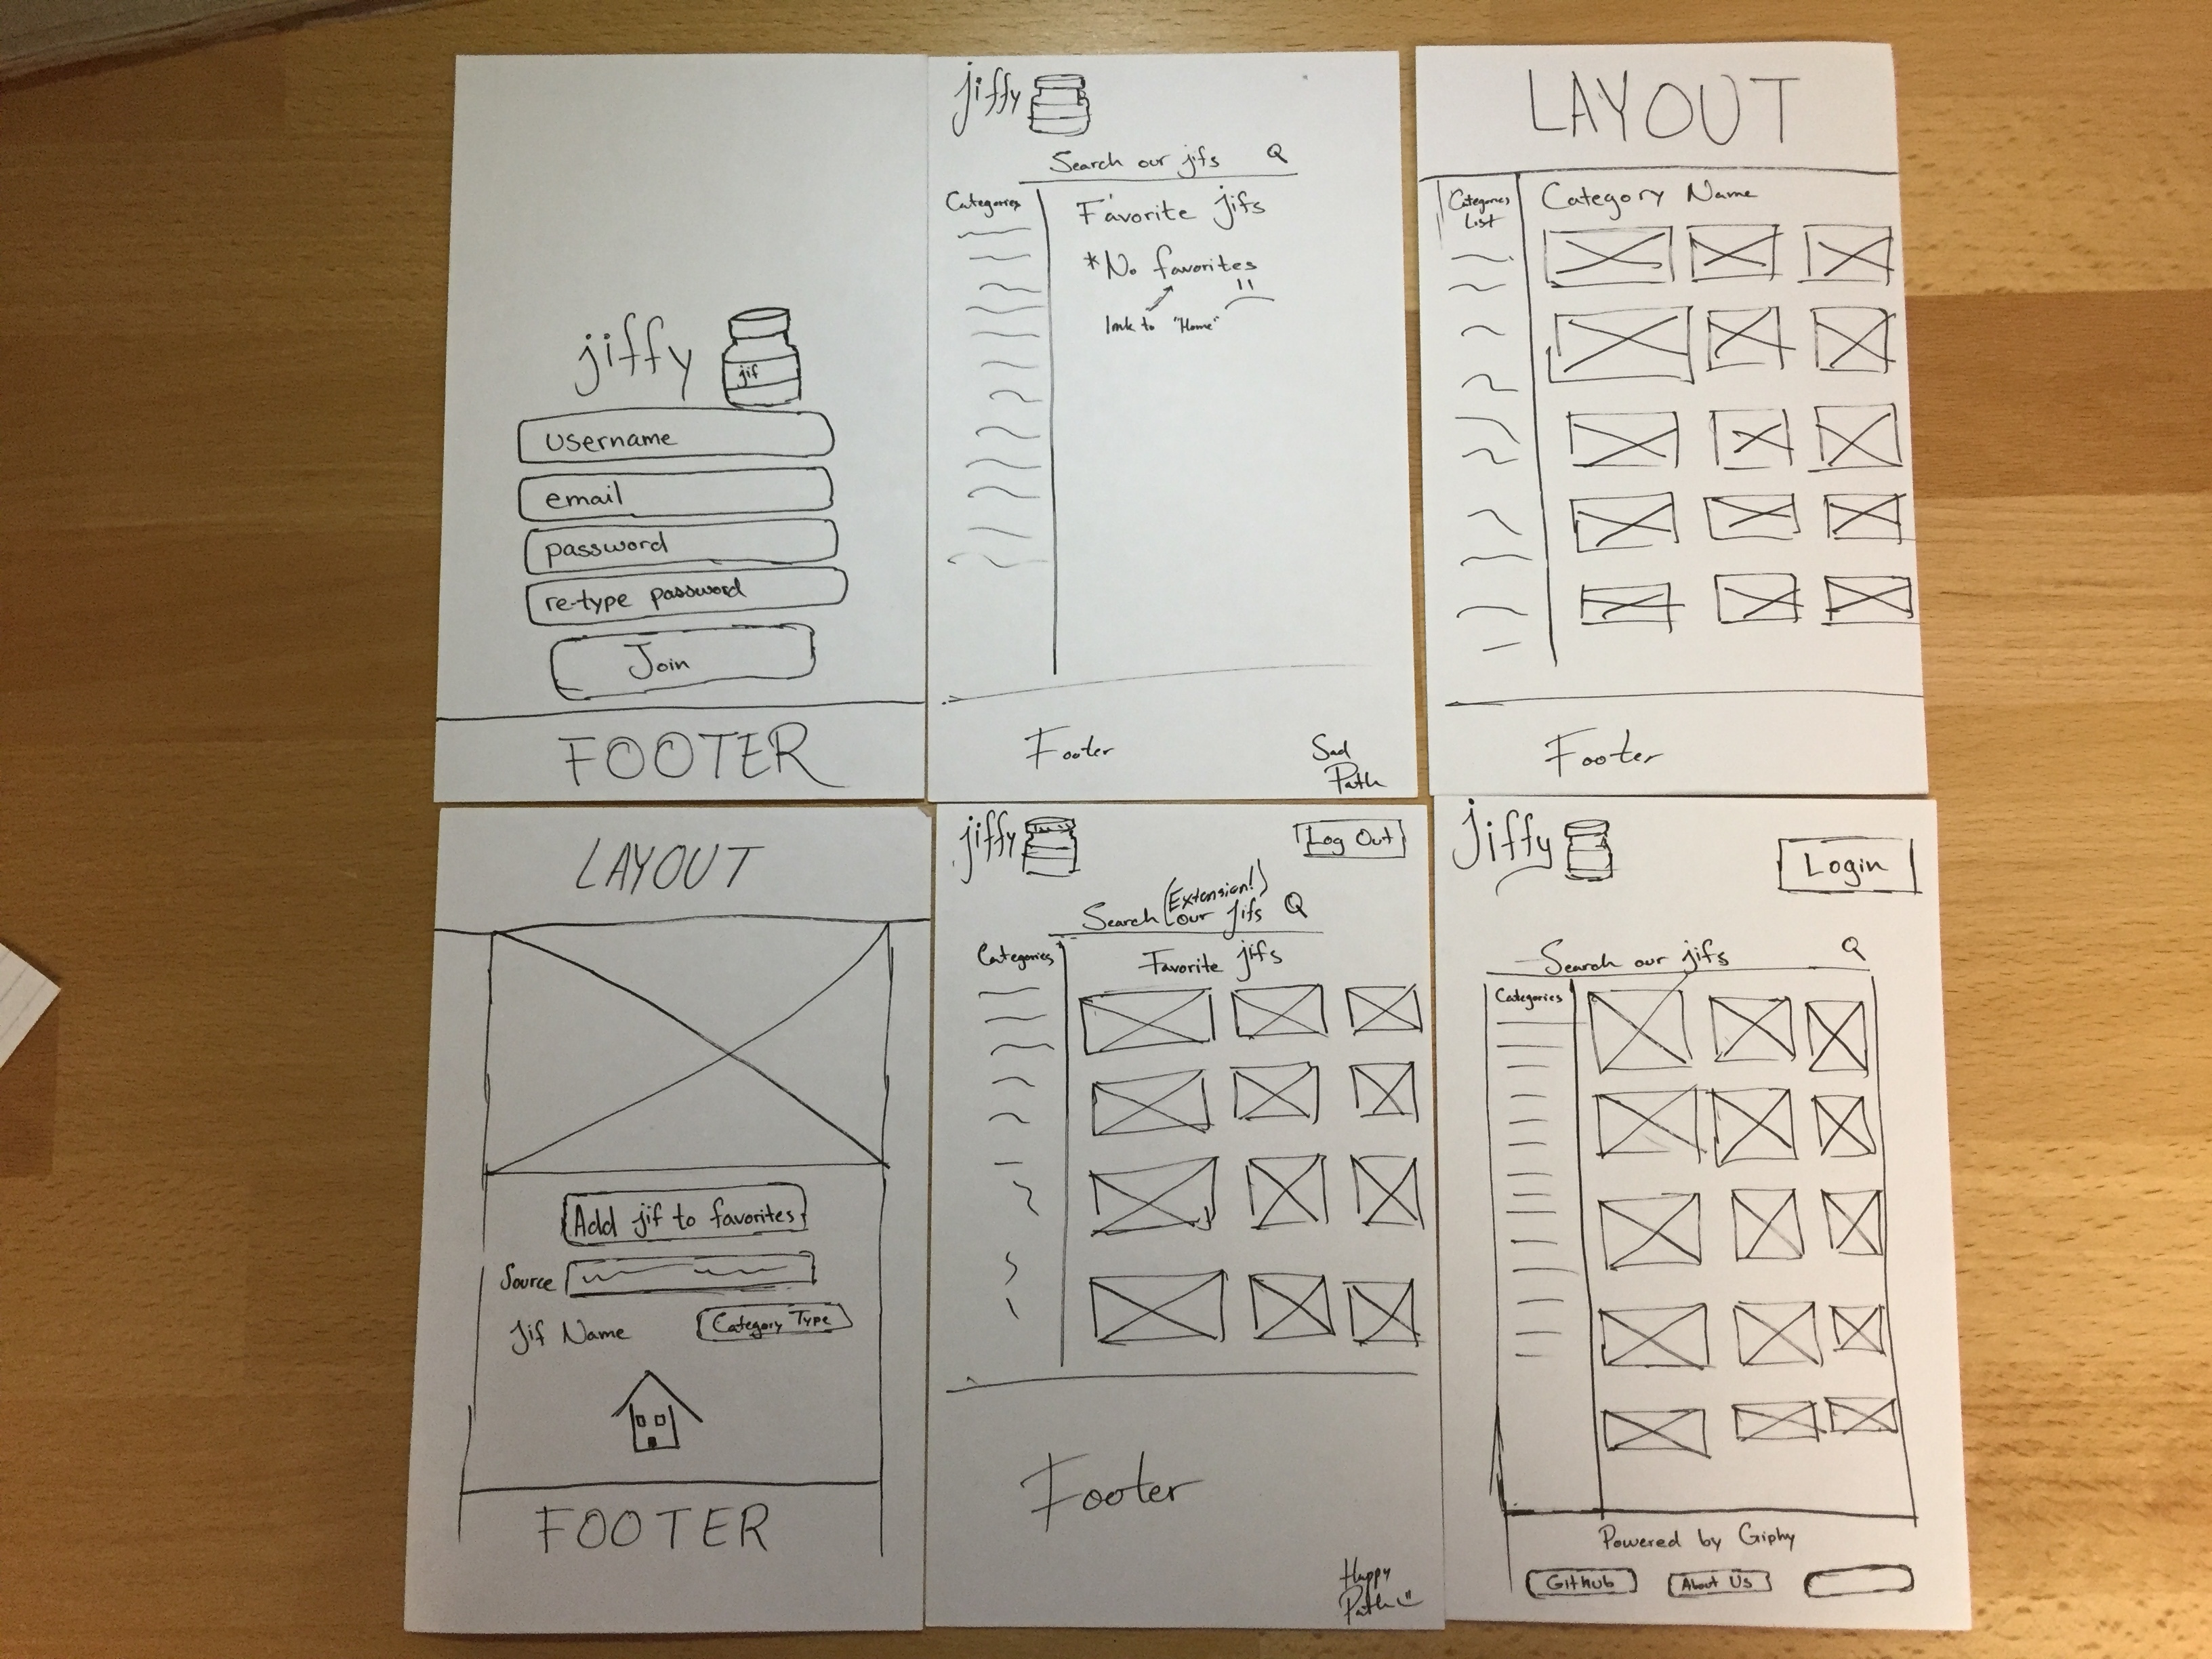 jiffy
jif
username
email
password
re-type password
Join
FOOTER
jiffy
Search our jifs Q
Categories
Favorite jifs
*No favorites
link to "Home"
Footer
Sad
Path
LAYOUT
Categories
List
Category Name
Footer
LAYOUT
Add jif to favorites
Source
Jif Name
Category Type
FOOTER
jiffy
Log Out
(Extension!)
Search our jifs Q
Categories
Favorite jifs
Footer
Happy
Path
Jiffy
Login
Search our jifs Q
Categories
Powered by Giphy
GitHub
About Us